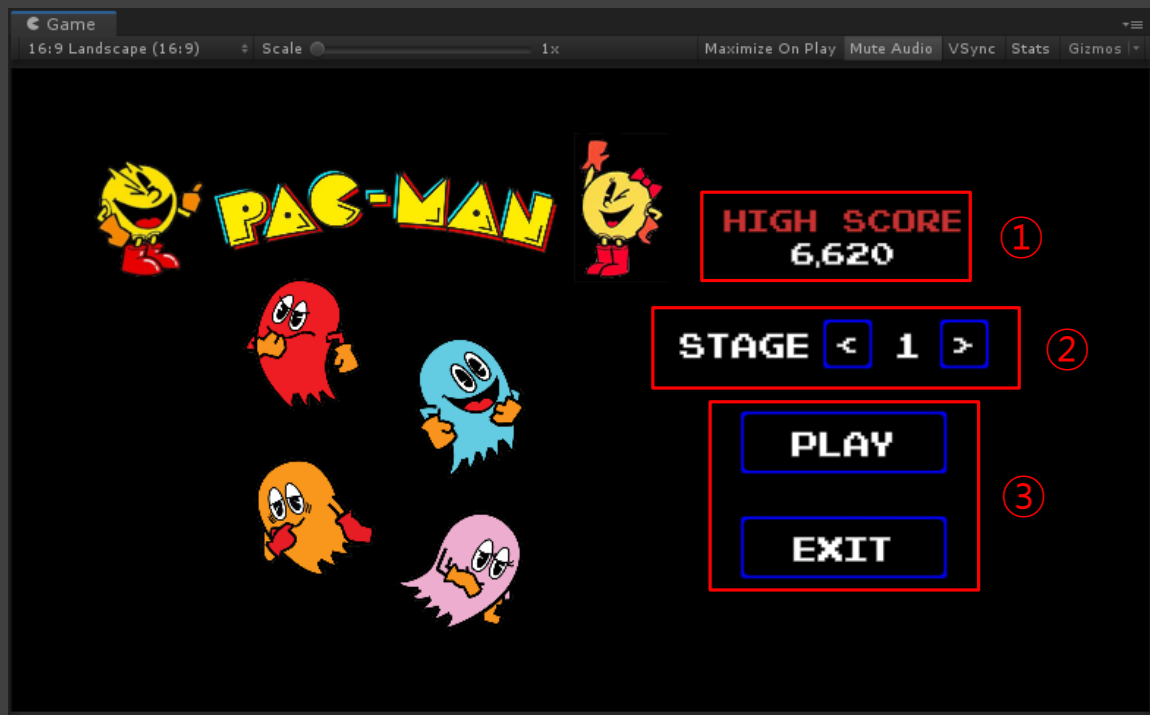 Game
16:9 Landscape (16:9) Scale 1x Maximize On Play Mute Audio VSync Stats Gizmos
PAC-MAN
HIGH SCORE
6,620
①
STAGE < 1 >
②
PLAY
③
EXIT